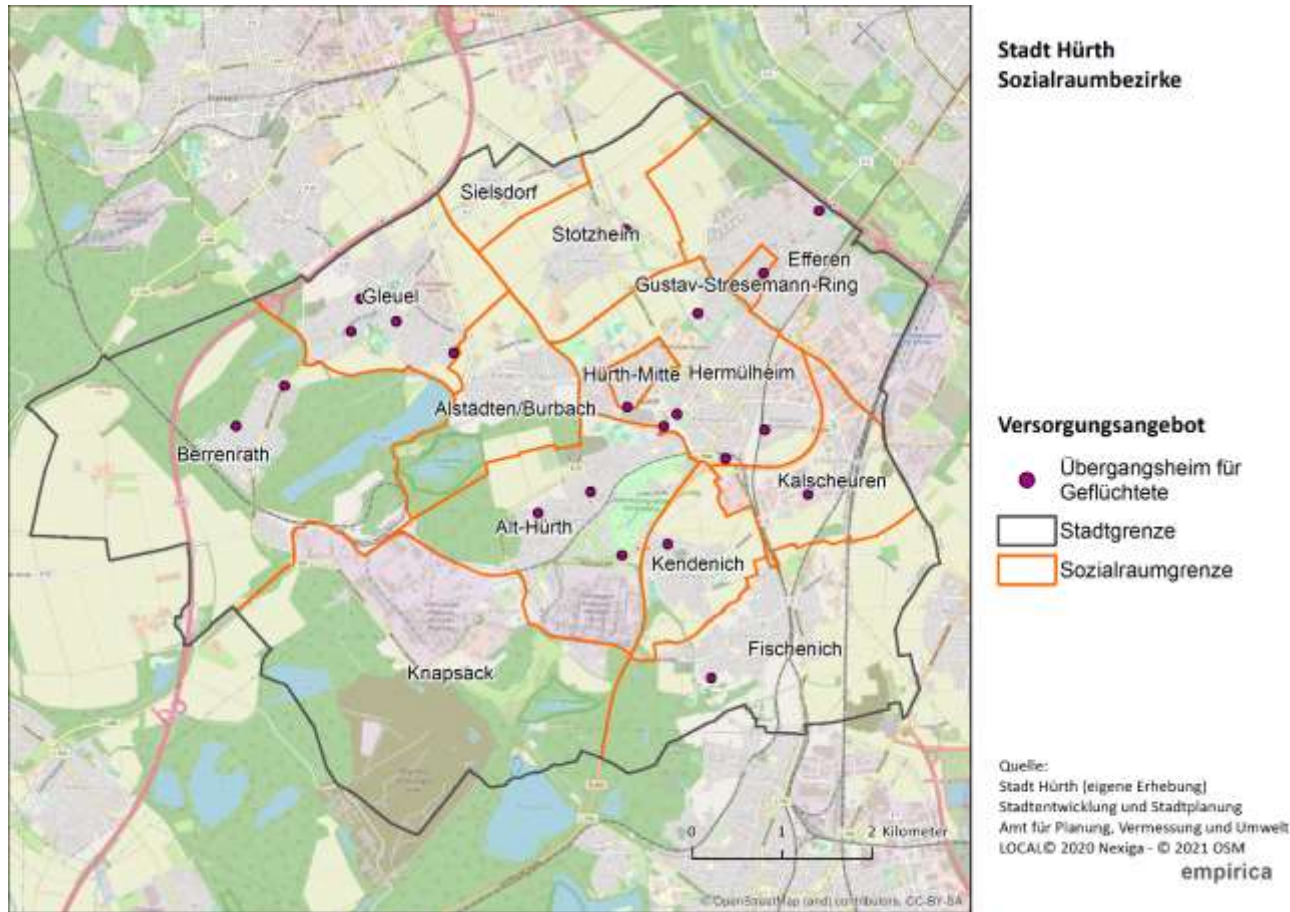 Stadt Hürth
Sozialraumbezirke
Sielsdorf
Stotzheim
Efferen
Gustav-Stresemann-Ring
Gleuel
Hürth-Mitte
Hermülheim
Alstädten/Burbach
Berrenrath
Kalscheuren
Alt-Hürth
Kendenich
Fischenich
Knapsack
Versorgungsangebot
Übergangsheim für
Geflüchtete
Stadtgrenze
Sozialraumgrenze
0 1 2 Kilometer
Quelle:
Stadt Hürth (eigene Erhebung)
Stadtentwicklung und Stadtplanung
Amt für Planung, Vermessung und Umwelt
LOCAL© 2020 Nexiga - © 2021 OSM
empirica
© OpenStreetMap (and) contributors, CC-BY-SA